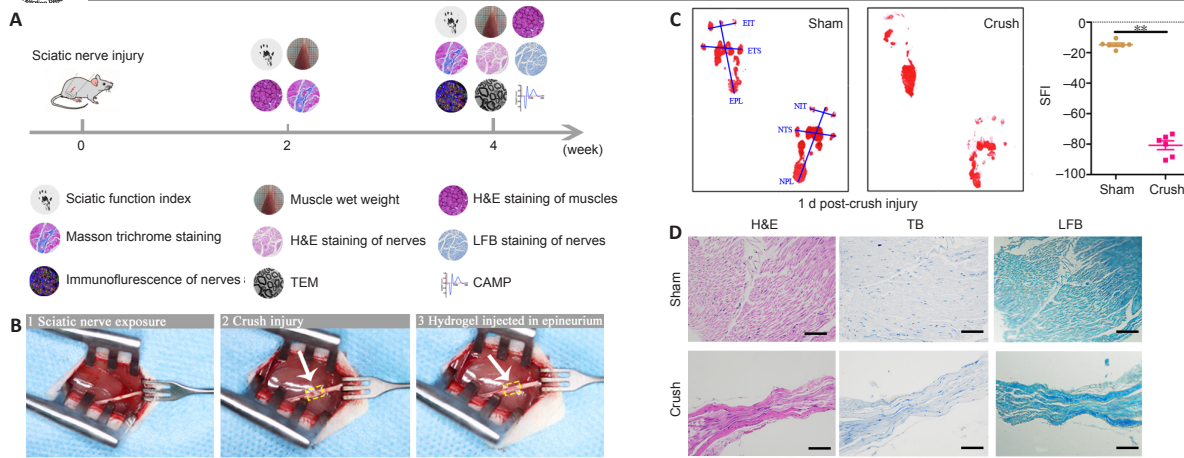 A
Sciatic nerve injury
0
2
4
(week)
Sciatic function index
Muscle wet weight
H&E staining of muscles
Masson trichrome staining
H&E staining of nerves
LFB staining of nerves
Immunoflurescence of nerves
TEM
CAMP
B
1 Sciatic nerve exposure
2 Crush injury
3 Hydrogel injected in epineurium
C
Sham
EIT
ETS
EPL
NIT
NTS
NPL
Crush
1 d post-crush injury
SFI
**
0
−20
−40
−60
−80
−100
Sham
Crush
D
H&E
TB
LFB
Sham
Crush